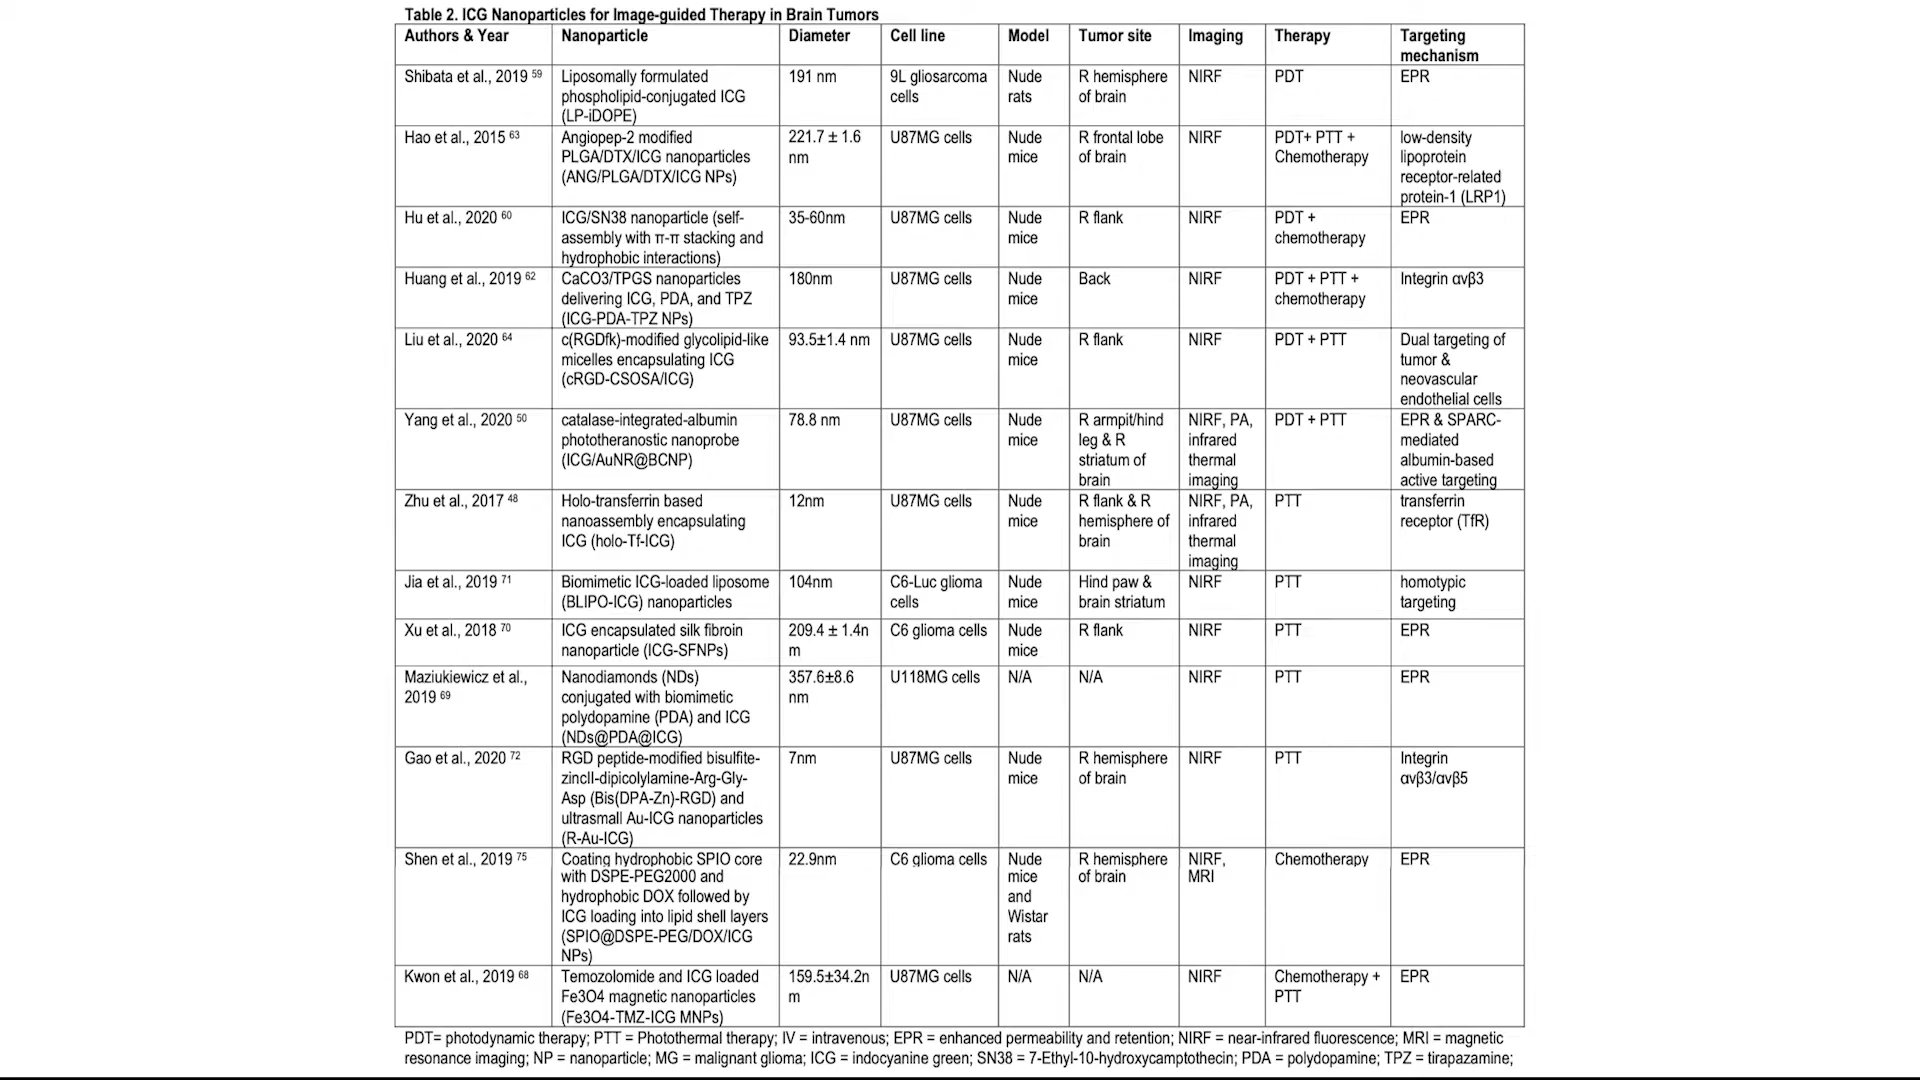 Table 2. ICG Nanoparticles for Image-guided Therapy in Brain Tumors
Authors & Year
Nanoparticle
Diameter
Cell line
Model
Tumor site
Imaging
Therapy
Targeting
mechanism
Shibata et al., 2019 59
Liposomally formulated
phospholipid-conjugated ICG
(LP-iDOPE)
191 nm
9L gliosarcoma
cells
Nude
rats
R hemisphere
of brain
NIRF
PDT
EPR
Hao et al., 2015 63
Angiopep-2 modified
PLGA/DTX/ICG nanoparticles
(ANG/PLGA/DTX/ICG NPs)
221.7 ± 1.6
nm
U87MG cells
Nude
mice
R frontal lobe
of brain
NIRF
PDT+ PTT +
Chemotherapy
low-density
lipoprotein
receptor-related
protein-1 (LRP1)
Hu et al., 2020 60
ICG/SN38 nanoparticle (self-
assembly with π-π stacking and
hydrophobic interactions)
35-60nm
U87MG cells
Nude
mice
R flank
NIRF
PDT +
chemotherapy
EPR
Huang et al., 2019 62
CaCO3/TPGS nanoparticles
delivering ICG, PDA, and TPZ
(ICG-PDA-TPZ NPs)
180nm
U87MG cells
Nude
mice
Back
NIRF
PDT + PTT +
chemotherapy
Integrin αvβ3
Liu et al., 2020 64
c(RGDfk)-modified glycolipid-like
micelles encapsulating ICG
(cRGD-CSOSA/ICG)
93.5±1.4 nm
U87MG cells
Nude
mice
R flank
NIRF
PDT + PTT
Dual targeting of
tumor &
neovascular
endothelial cells
Yang et al., 2020 50
catalase-integrated-albumin
phototheranostic nanoprobe
(ICG/AuNR@BCNP)
78.8 nm
U87MG cells
Nude
mice
R armpit/hind
leg & R
striatum of
brain
NIRF, PA,
infrared
thermal
imaging
PDT + PTT
EPR & SPARC-
mediated
albumin-based
active targeting
Zhu et al., 2017 48
Holo-transferrin based
nanoassembly encapsulating
ICG (holo-Tf-ICG)
12nm
U87MG cells
Nude
mice
R flank & R
hemisphere of
brain
NIRF, PA,
infrared
thermal
imaging
PTT
transferrin
receptor (TfR)
Jia et al., 2019 71
Biomimetic ICG-loaded liposome
(BLIPO-ICG) nanoparticles
104nm
C6-Luc glioma
cells
Nude
mice
Hind paw &
brain striatum
NIRF
PTT
homotypic
targeting
Xu et al., 2018 70
ICG encapsulated silk fibroin
nanoparticle (ICG-SFNPs)
209.4 ± 1.4n
m
C6 glioma cells
Nude
mice
R flank
NIRF
PTT
EPR
Maziukiewicz et al.,
2019 69
Nanodiamonds (NDs)
conjugated with biomimetic
polydopamine (PDA) and ICG
(NDs@PDA@ICG)
357.6±8.6
nm
U118MG cells
N/A
N/A
NIRF
PTT
EPR
Gao et al., 2020 72
RGD peptide-modified bisulfite-
zincII-dipicolylamine-Arg-Gly-
Asp (Bis(DPA-Zn)-RGD) and
ultrasmall Au-ICG nanoparticles
(R-Au-ICG)
7nm
U87MG cells
Nude
mice
R hemisphere
of brain
NIRF
PTT
Integrin
αvβ3/αvβ5
Shen et al., 2019 75
Coating hydrophobic SPIO core
with DSPE-PEG2000 and
hydrophobic DOX followed by
ICG loading into lipid shell layers
(SPIO@DSPE-PEG/DOX/ICG
NPs)
22.9nm
C6 glioma cells
Nude
mice
and
Wistar
rats
R hemisphere
of brain
NIRF,
MRI
Chemotherapy
EPR
Kwon et al., 2019 68
Temozolomide and ICG loaded
Fe3O4 magnetic nanoparticles
(Fe3O4-TMZ-ICG MNPs)
159.5±34.2n
m
U87MG cells
N/A
N/A
NIRF
Chemotherapy +
PTT
EPR
PDT= photodynamic therapy; PTT = Photothermal therapy; IV = intravenous; EPR = enhanced permeability and retention; NIRF = near-infrared fluorescence; MRI = magnetic
resonance imaging; NP = nanoparticle; MG = malignant glioma; ICG = indocyanine green; SN38 = 7-Ethyl-10-hydroxycamptothecin; PDA = polydopamine; TPZ = tirapazamine;